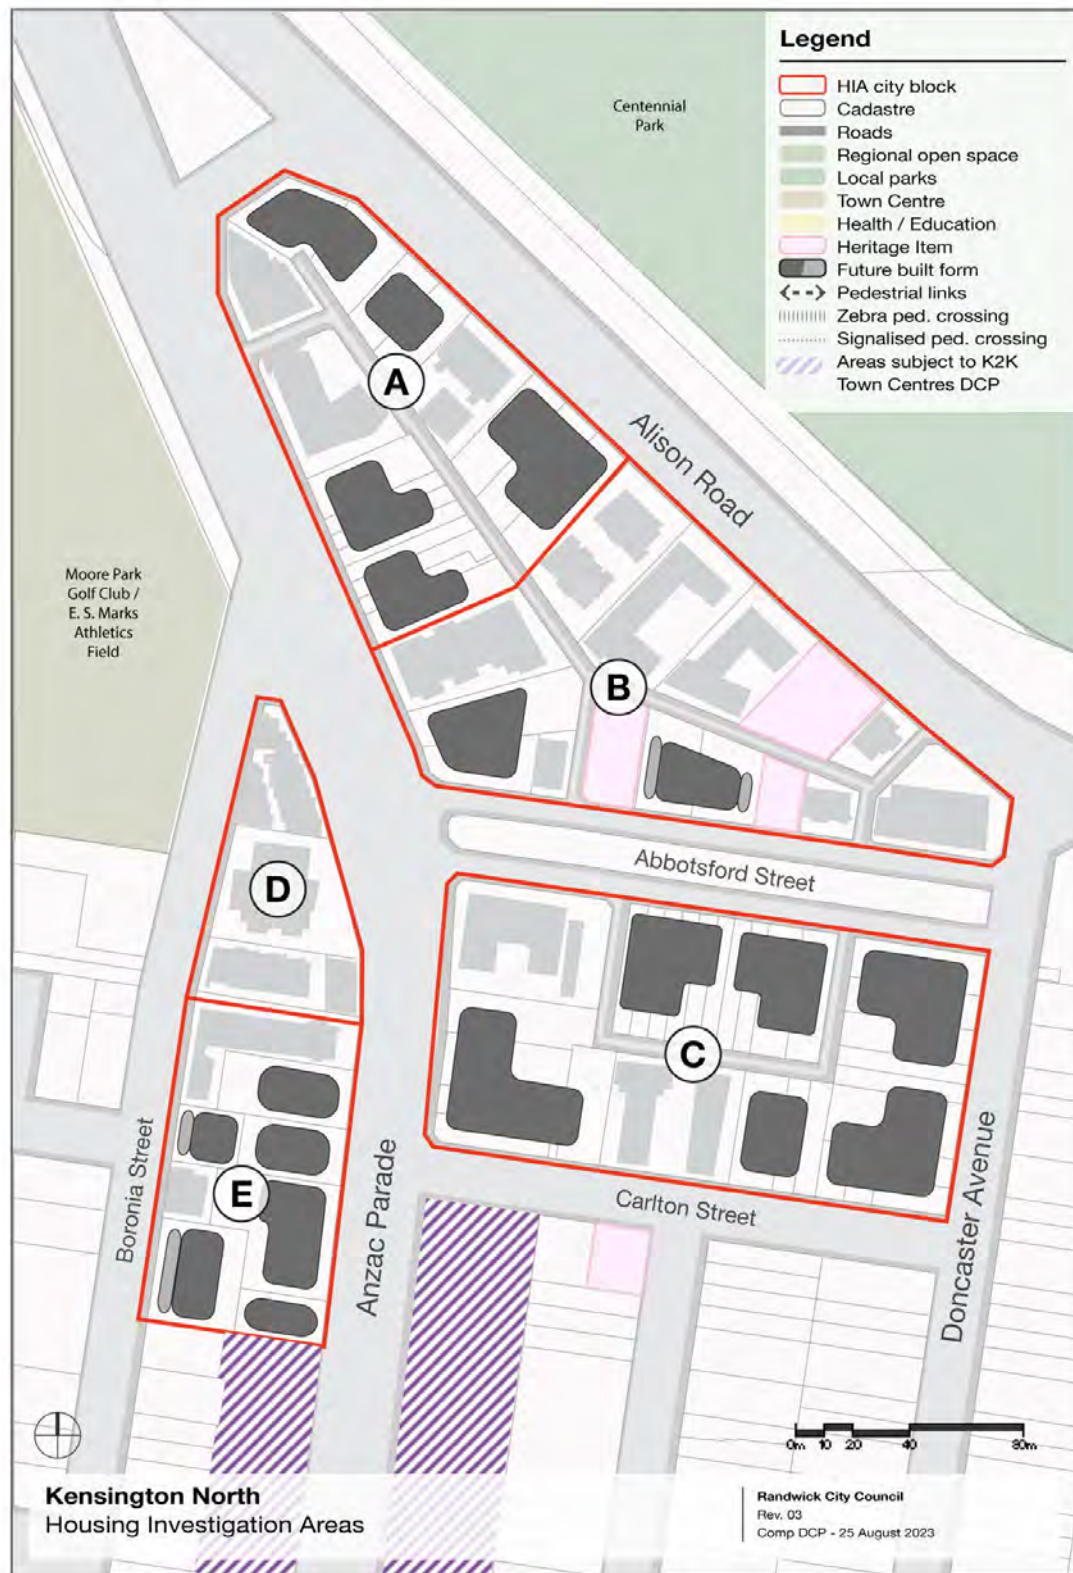 Legend
HIA city block
Cadastre
Roads
Regional open space
Local parks
Town Centre
Health / Education
Heritage Item
Future built form
Pedestrial links
Zebra ped. crossing
Signalised ped. crossing
Areas subject to K2K
Town Centres DCP
Centennial
Park
A
Alison Road
Moore Park
Golf Club /
E. S. Marks
Athletics
Field
B
Abbotsford Street
D
C
Boronia Street
E
Anzac Parade
Carlton Street
Doncaster Avenue
0m 10 20 40 80m
Kensington North
Housing Investigation Areas
Randwick City Council
Rev. 03
Comp DCP - 25 August 2023